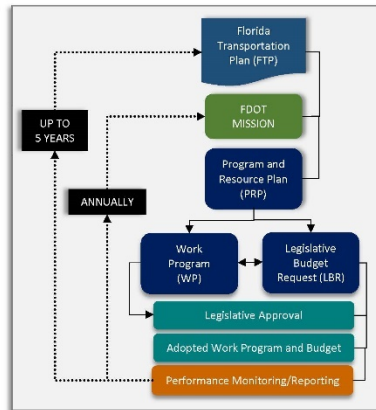 Florida
Transportation
Plan (FTP)
UP TO
5 YEARS
FDOT
MISSION
ANNUALLY
Program and
Resource Plan
(PRP)
Work
Program
(WP)
Legislative
Budget
Request (LBR)
Legislative Approval
Adopted Work Program and Budget
Performance Monitoring/Reporting